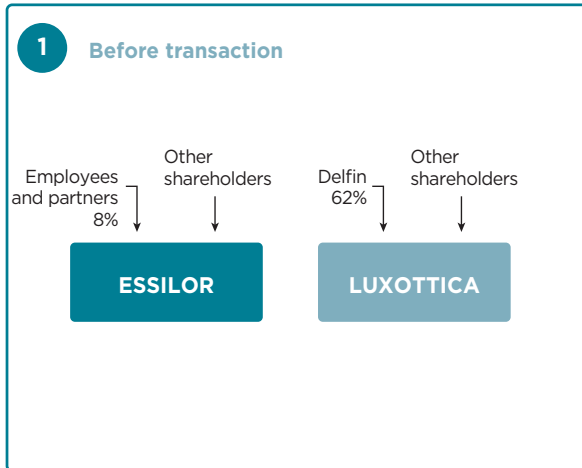 1
Before transaction
Employees
and partners
8%
Other
shareholders
Delfin
62%
Other
shareholders
ESSILOR
LUXOTTICA